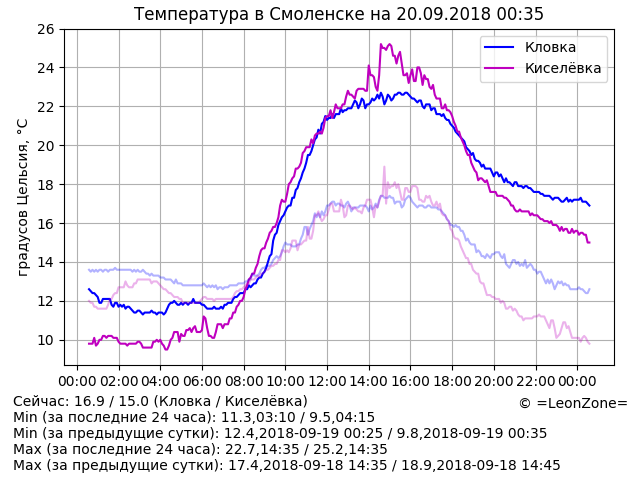 Температура в Смоленске на 20.09.2018 00:35
26
24
22
20
18
16
14
12
10
градусов Цельсия, °C
Кловка
Киселёвка
00:00 02:00 04:00 06:00 08:00 10:00 12:00 14:00 16:00 18:00 20:00 22:00 00:00
Сейчас: 16.9 / 15.0 (Кловка / Киселёвка)
© =LeonZone=
Min (за последние 24 часа): 11.3,03:10 / 9.5,04:15
Min (за предыдущие сутки): 12.4,2018-09-19 00:25 / 9.8,2018-09-19 00:35
Max (за последние 24 часа): 22.7,14:35 / 25.2,14:35
Max (за предыдущие сутки): 17.4,2018-09-18 14:35 / 18.9,2018-09-18 14:45